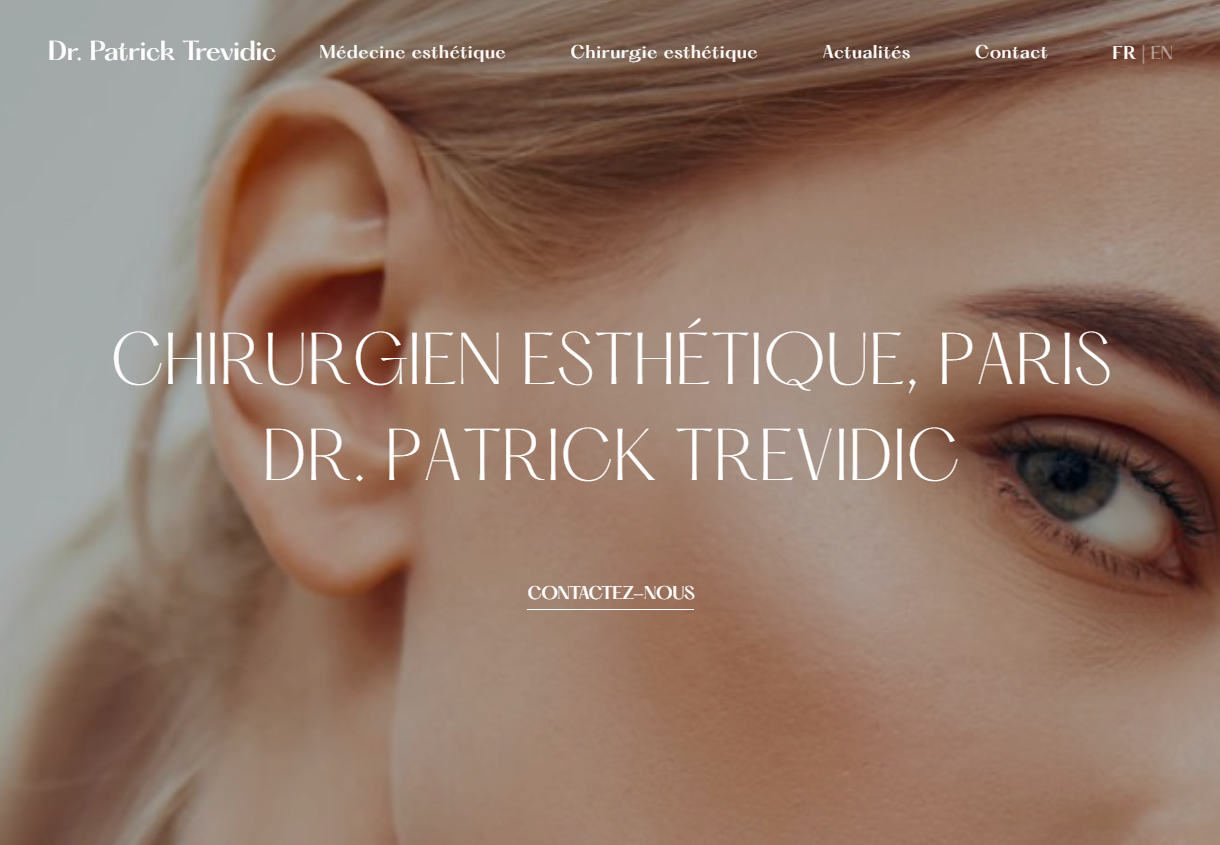 Dr. Patrick Trevidic
Médecine esthétique
Chirurgie esthétique
Actualités
Contact
FR | EN
CHIRURGIEN ESTHÉTIQUE, PARIS
DR. PATRICK TREVIDIC
CONTACTEZ-NOUS